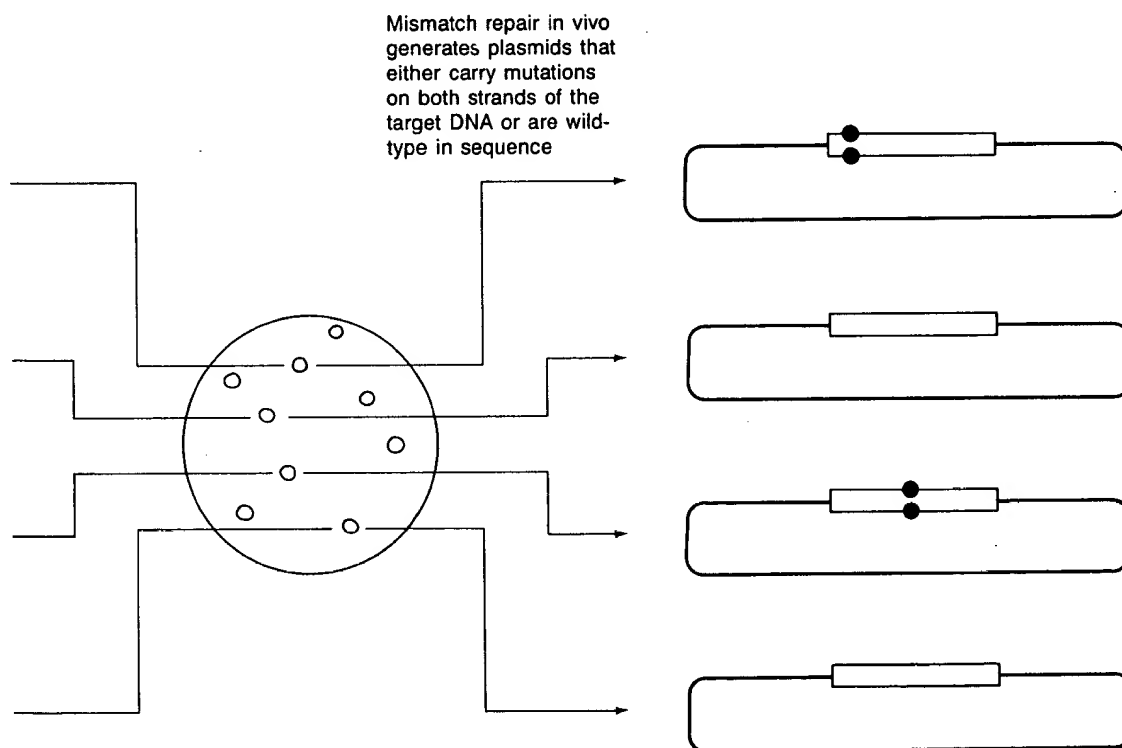 Mismatch repair in vivo
generates plasmids that
either carry mutations
on both strands of the
target DNA or are wild-
type in sequence